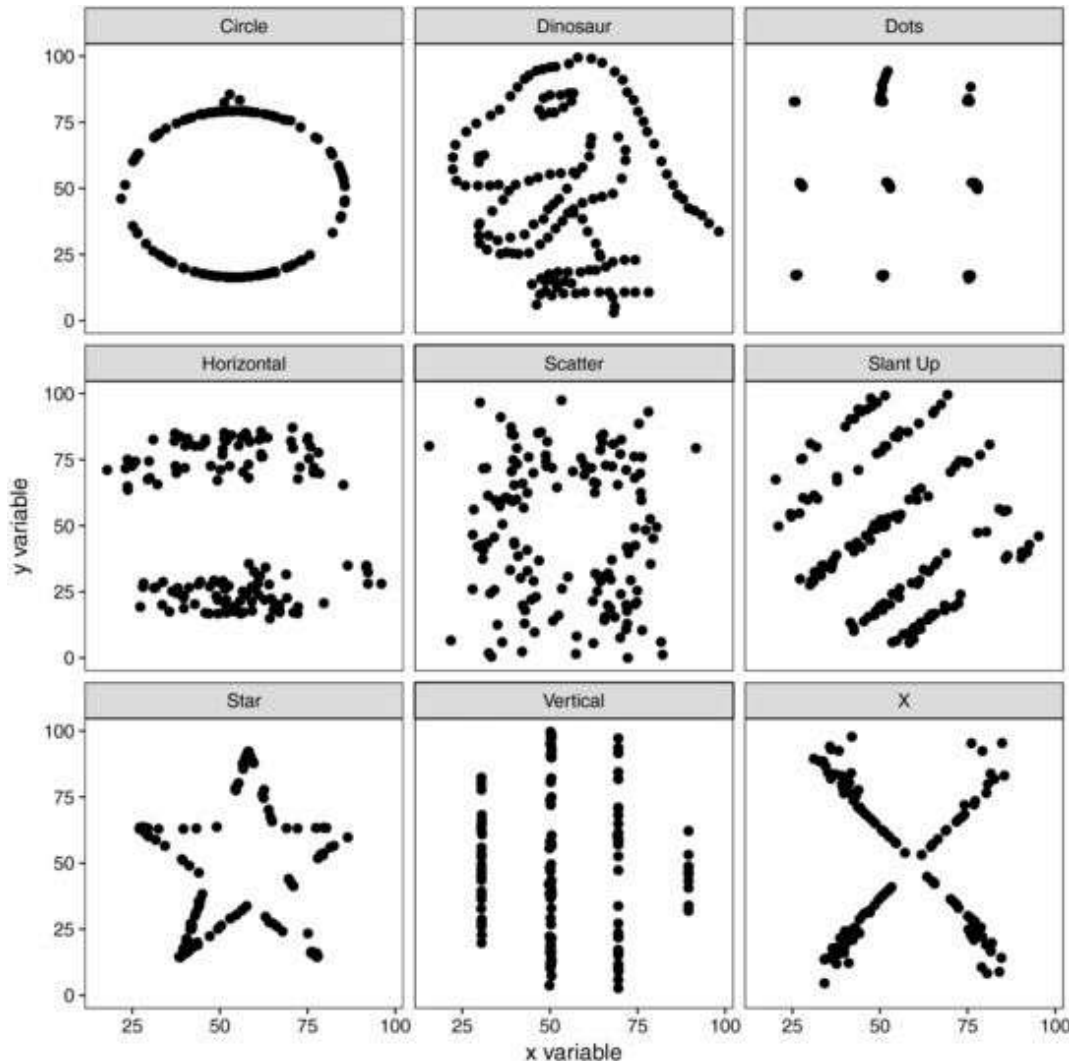 Circle
Dinosaur
Dots
100
75
50
25
0
Horizontal
Scatter
Slant Up
100
75
50
25
0
y variable
Star
Vertical
X
100
75
50
25
0
25 50 75 100
25 50 75 100
25 50 75 100
x variable